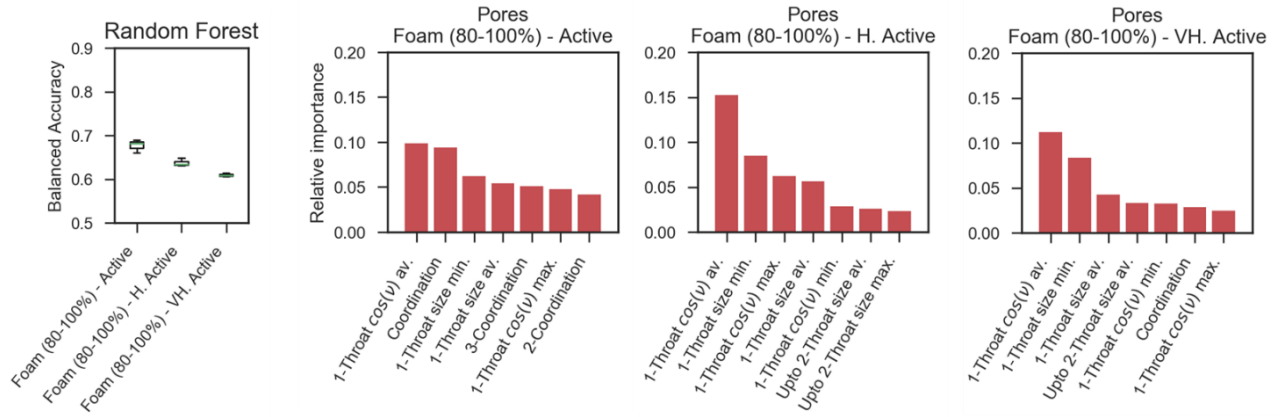 Random Forest
Balanced Accuracy
0.9
0.8
0.7
0.6
0.5
Foam (80-100%) - Active
Foam (80-100%) - H. Active
Foam (80-100%) - VH. Active
Pores
Foam (80-100%) - Active
Relative importance
0.20
0.15
0.10
0.05
0.00
1-Throat cos(ν) av.
Coordination
1-Throat size min.
1-Throat size av.
3-Coordination
1-Throat cos(ν) max.
2-Coordination
Pores
Foam (80-100%) - H. Active
0.20
0.15
0.10
0.05
0.00
1-Throat cos(ν) av.
1-Throat size min.
1-Throat cos(ν) max.
1-Throat size av.
1-Throat cos(ν) min.
Upto 2-Throat size av.
Upto 2-Throat size max.
Pores
Foam (80-100%) - VH. Active
0.20
0.15
0.10
0.05
0.00
1-Throat cos(ν) av.
1-Throat size min.
1-Throat size av.
Upto 2-Throat size av.
1-Throat cos(ν) min.
Coordination
1-Throat cos(ν) max.